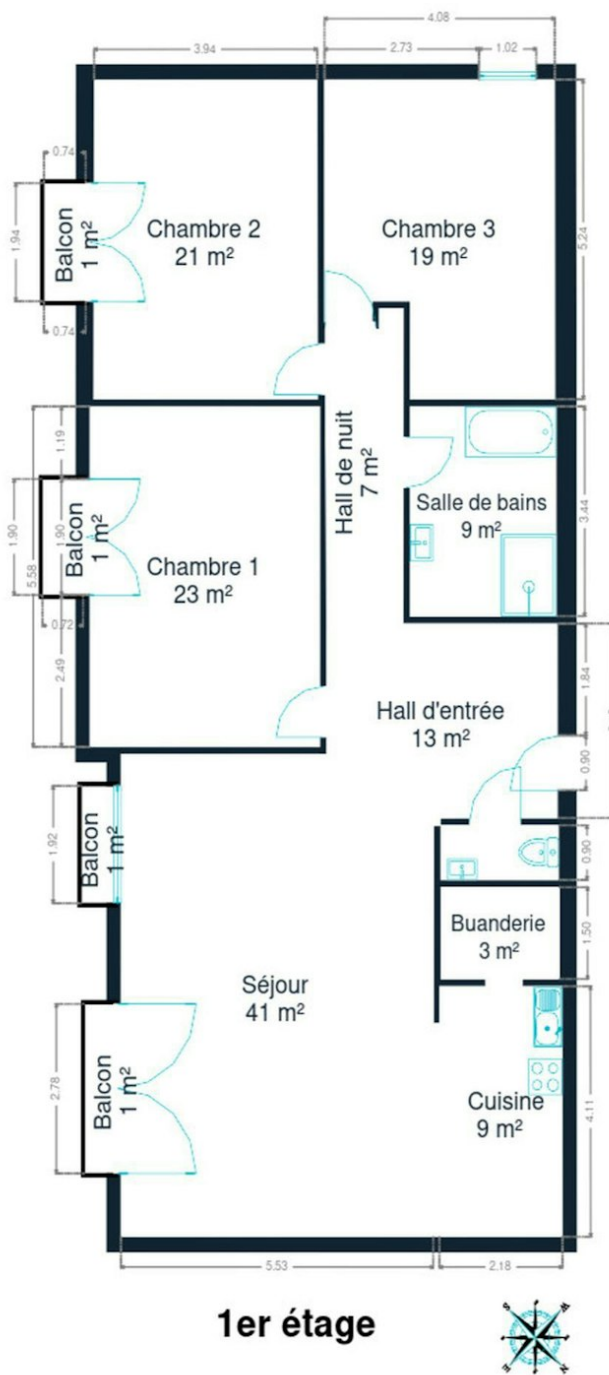 4.08
3.94
2.73
1.02
0.74
Balcon
1 m²
1.94
0.74
Chambre 2
21 m²
Chambre 3
19 m²
5.24
1.19
1.90
5.58
Balcon
1 m²
1.90
0.72
2.49
Chambre 1
23 m²
Hall de nuit
7 m²
Salle de bains
9 m²
3.44
Hall d'entrée
13 m²
1.84
0.90
1.92
Balcon
1 m²
0.90
Buanderie
3 m²
1.50
Séjour
41 m²
2.78
Balcon
1 m²
Cuisine
9 m²
4.11
5.53
2.18
1er étage